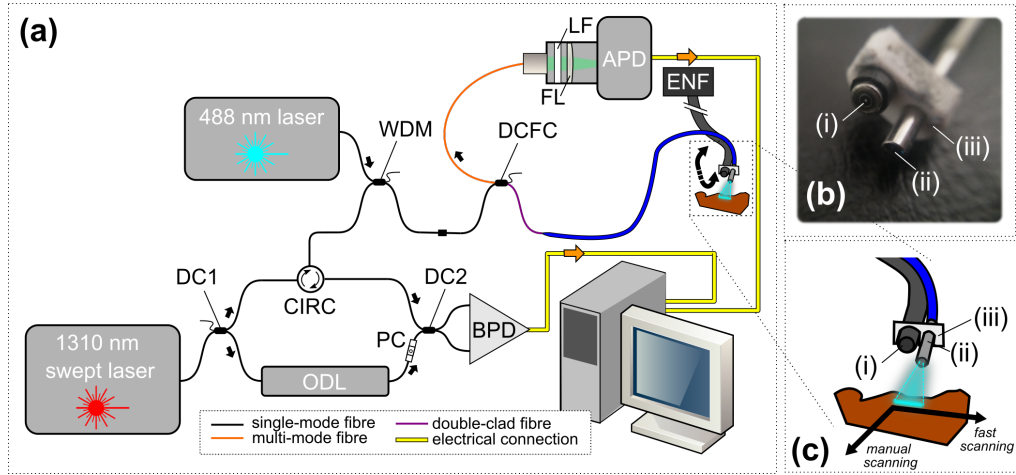 (a)
LF
APD
FL
ENF
488 nm laser
WDM
DCFC
DC1
CIRC
DC2
PC
BPD
1310 nm
swept laser
ODL
single-mode fibre
double-clad fibre
multi-mode fibre
electrical connection
(i)
(iii)
(ii)
(b)
(iii)
(i)
(ii)
fast
scanning
manual
scanning
(c)